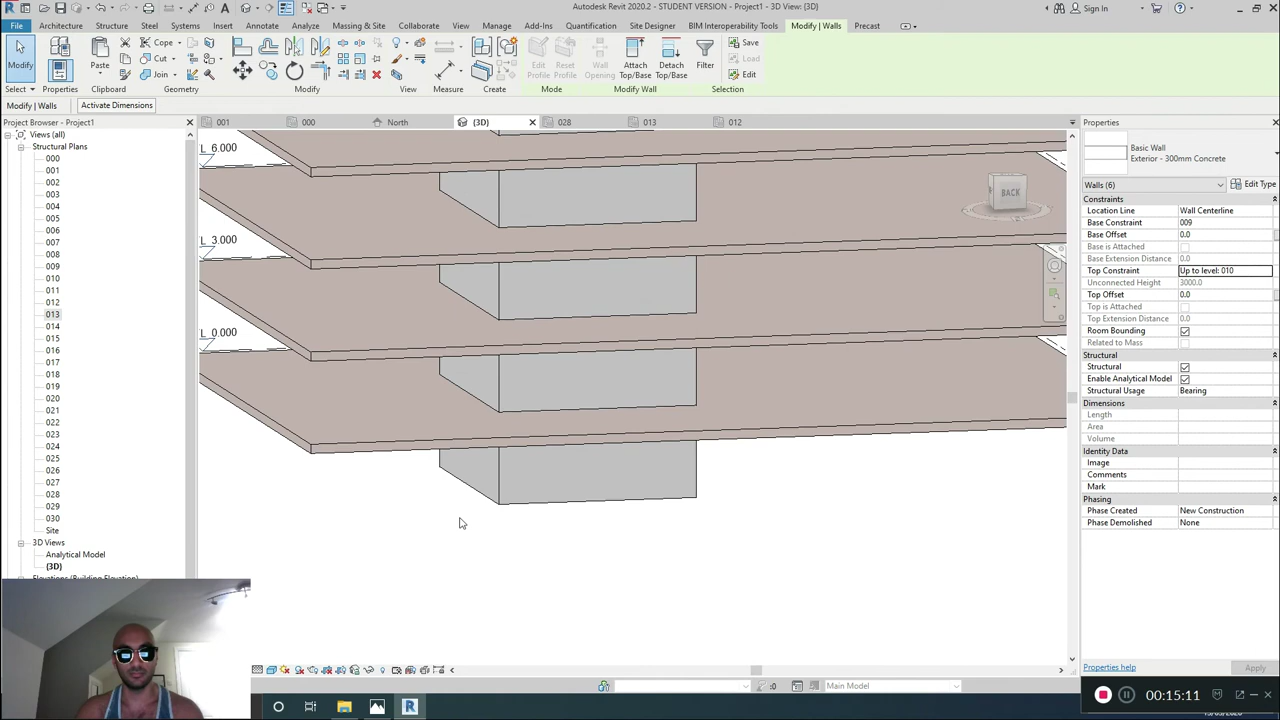 Autodesk Revit 2020.2 - STUDENT VERSION - Project1 - 3D View: {3D}
Sign In
File Architecture Structure Steel Systems Insert Annotate Analyze Massing & Site Collaborate View Manage Add-Ins Quantification Site Designer BIM Interoperability Tools Modify | Walls Precast
Modify
Paste
Cope
Cut
Join
Edit Profile
Reset Profile
Wall Opening
Attach Top/Base
Detach Top/Base
Filter
Save
Load
Edit
Select Properties Clipboard Geometry Modify View Measure Create Mode Modify Wall Selection
Modify | Walls Activate Dimensions
Project Browser - Project1
001 000 North {3D} 028 013 012
Views (all)
Structural Plans
000
001
002
003
004
005
006
007
008
009
010
011
012
013
014
015
016
017
018
019
020
021
022
023
024
025
026
027
028
029
030
Site
3D Views
Analytical Model
{3D}
Elevations (Building Elevation)
6.000
3.000
0.000
BACK
Properties
Basic Wall
Exterior - 300mm Concrete
Walls (6) Edit Type
Constraints
Location Line Wall Centerline
Base Constraint 009
Base Offset 0.0
Base is Attached
Base Extension Distance 0.0
Top Constraint Up to level: 010
Unconnected Height 3000.0
Top Offset 0.0
Top is Attached
Top Extension Distance 0.0
Room Bounding
Related to Mass
Structural
Structural
Enable Analytical Model
Structural Usage Bearing
Dimensions
Length
Area
Volume
Identity Data
Image
Comments
Mark
Phasing
Phase Created New Construction
Phase Demolished None
Properties help Apply
:0 Main Model
00:15:11